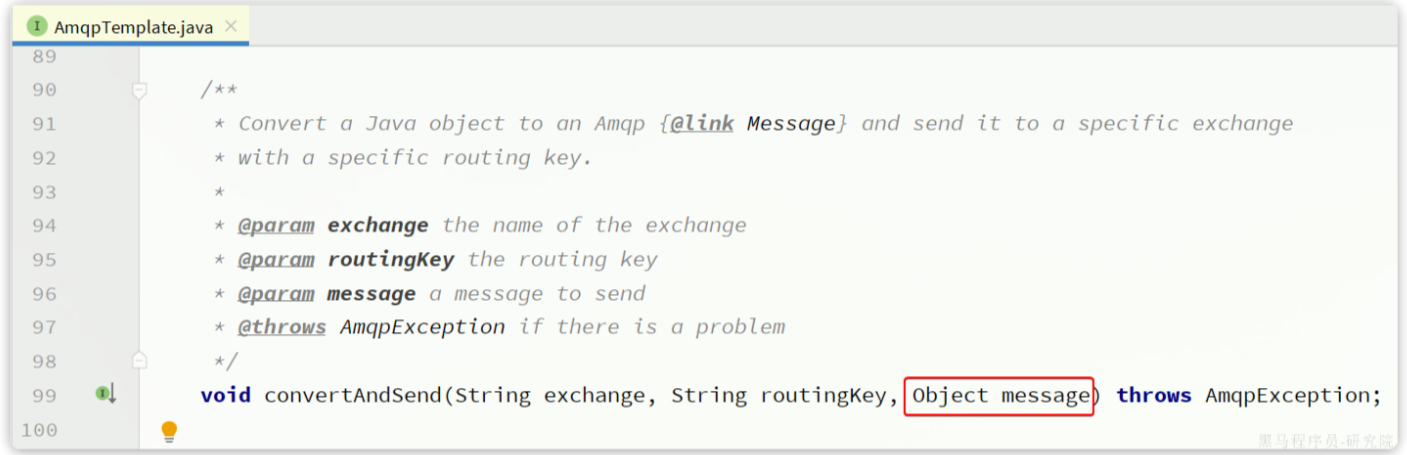 AmqpTemplate.java
89
90 /**
91 * Convert a Java object to an Amqp {@link Message} and send it to a specific exchange
92 * with a specific routing key.
93 *
94 * @param exchange the name of the exchange
95 * @param routingKey the routing key
96 * @param message a message to send
97 * @throws AmqpException if there is a problem
98 */
99 void convertAndSend(String exchange, String routingKey, Object message) throws AmqpException;
100
黑马程序员-研究院